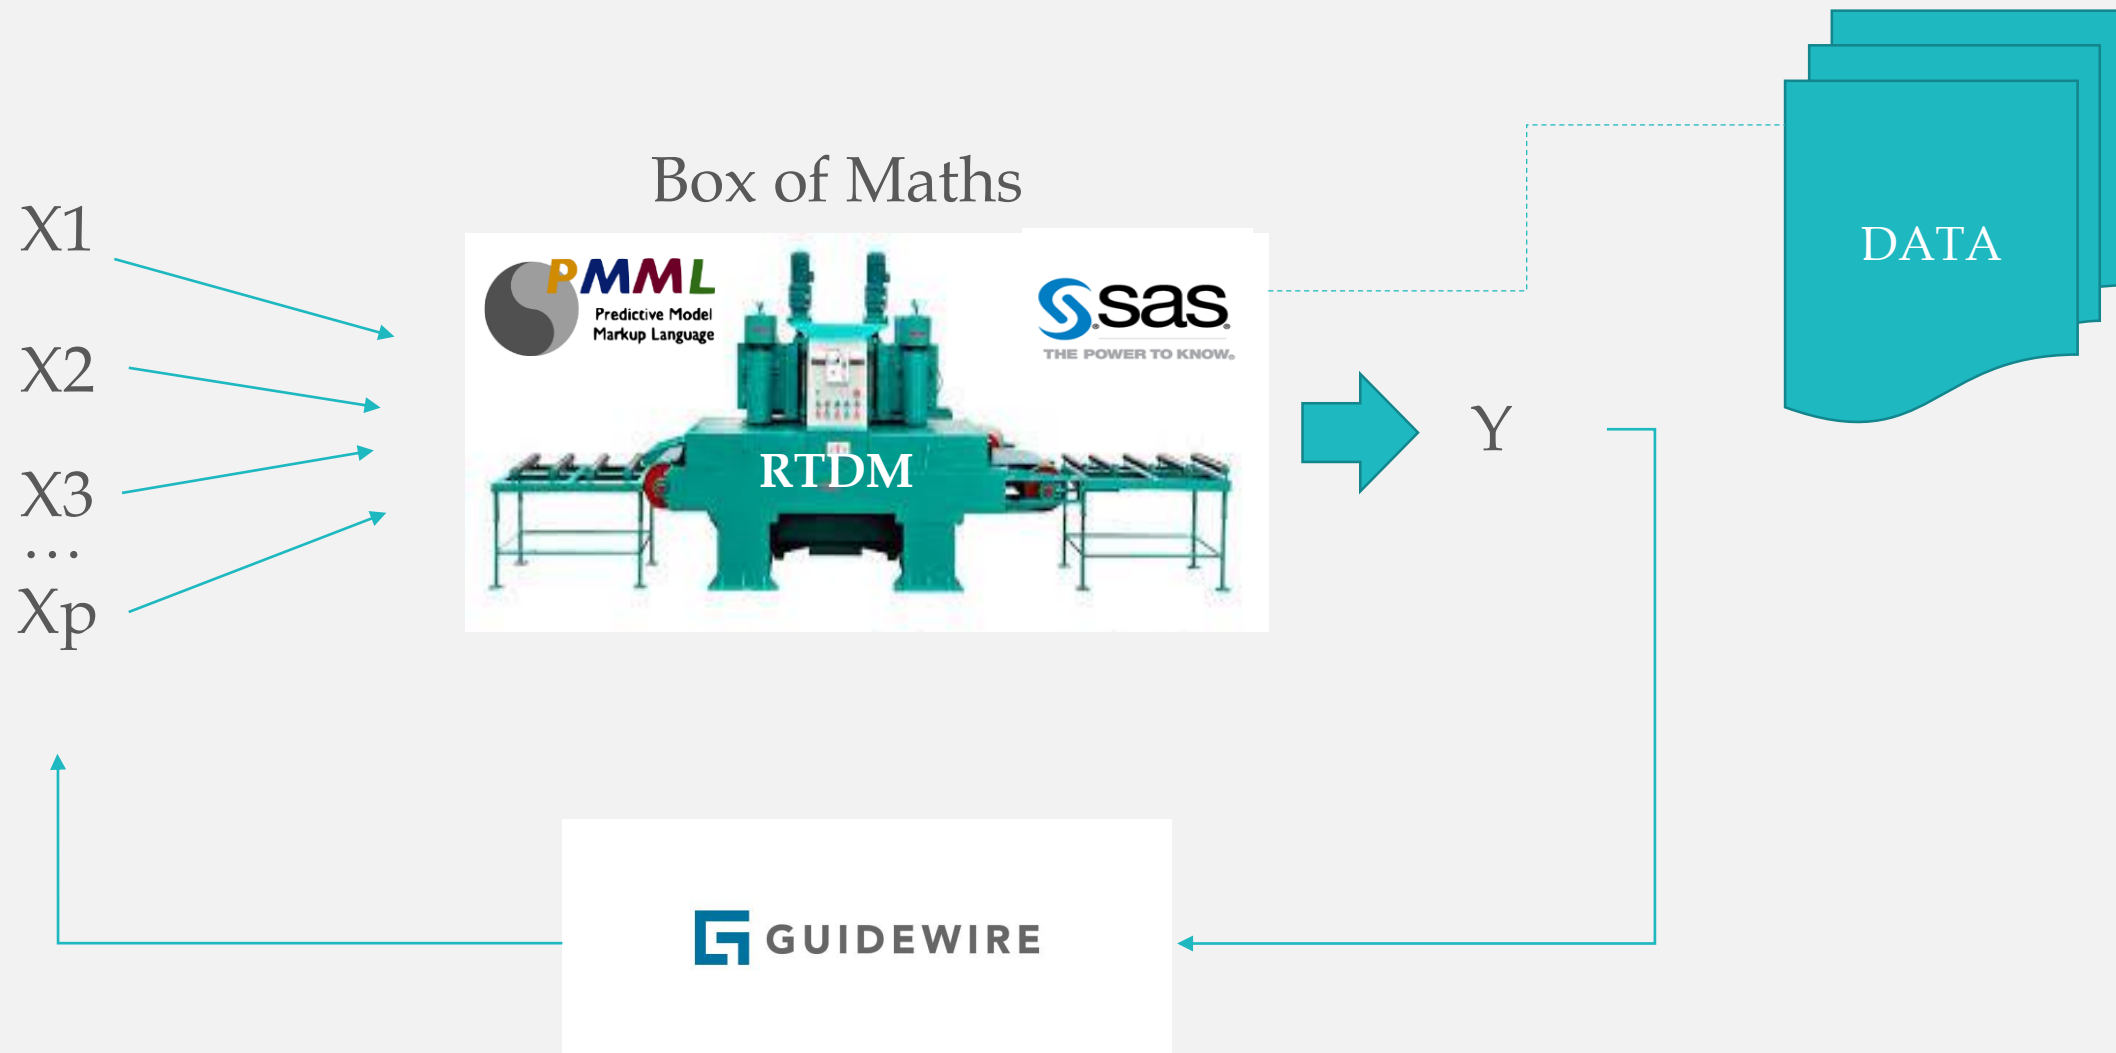 Box of Maths
X1
X2
X3
...
Xp
PMML
Predictive Model
Markup Language
sas
THE POWER TO KNOW®
RTDM
Y
DATA
GUIDEWIRE